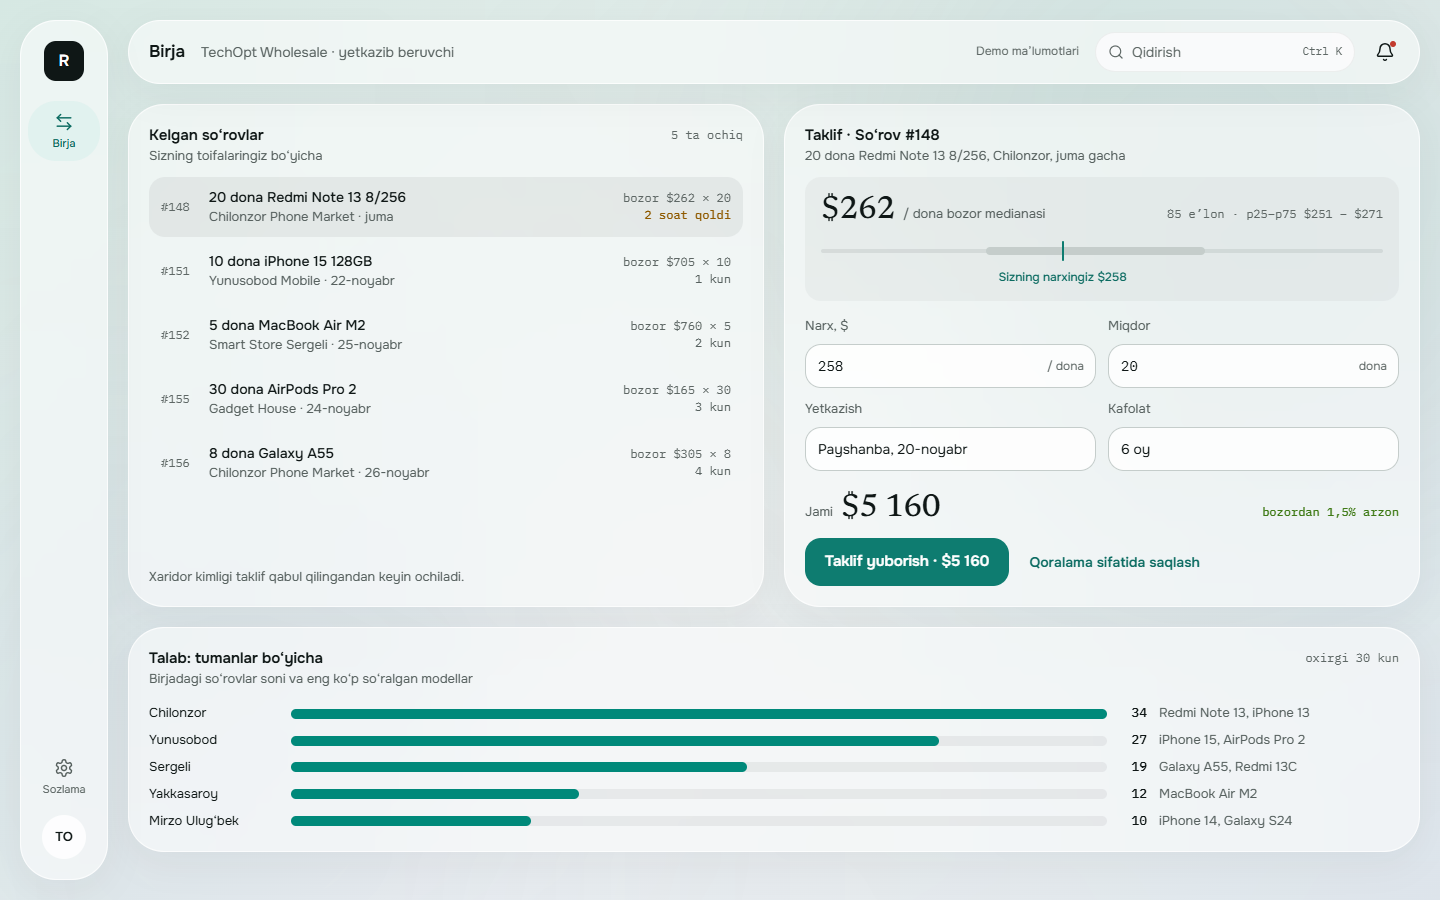 R
Birja
Sozlama
TO
Birja TechOpt Wholesale · yetkazib beruvchi
Demo maʼlumotlari
Qidirish Ctrl K
Kelgan so‘rovlar 5 ta ochiq
Sizning toifalaringiz bo‘yicha
#148 20 dona Redmi Note 13 8/256 bozor $262 × 20
Chilonzor Phone Market · juma 2 soat qoldi
#151 10 dona iPhone 15 128GB bozor $705 × 10
Yunusobod Mobile · 22-noyabr 1 kun
#152 5 dona MacBook Air M2 bozor $760 × 5
Smart Store Sergeli · 25-noyabr 2 kun
#155 30 dona AirPods Pro 2 bozor $165 × 30
Gadget House · 24-noyabr 3 kun
#156 8 dona Galaxy A55 bozor $305 × 8
Chilonzor Phone Market · 26-noyabr 4 kun
Xaridor kimligi taklif qabul qilingandan keyin ochiladi.
Taklif · So‘rov #148
20 dona Redmi Note 13 8/256, Chilonzor, juma gacha
$262 / dona bozor medianasi 85 eʼlon · p25–p75 $251 – $271
Sizning narxingiz $258
Narx, $ Miqdor
258 / dona 20 dona
Yetkazish Kafolat
Payshanba, 20-noyabr 6 oy
Jami $5 160 bozordan 1,5% arzon
Taklif yuborish · $5 160 Qoralama sifatida saqlash
Talab: tumanlar bo‘yicha oxirgi 30 kun
Birjadagi so‘rovlar soni va eng ko‘p so‘ralgan modellar
Chilonzor 34 Redmi Note 13, iPhone 13
Yunusobod 27 iPhone 15, AirPods Pro 2
Sergeli 19 Galaxy A55, Redmi 13C
Yakkasaroy 12 MacBook Air M2
Mirzo Ulug‘bek 10 iPhone 14, Galaxy S24